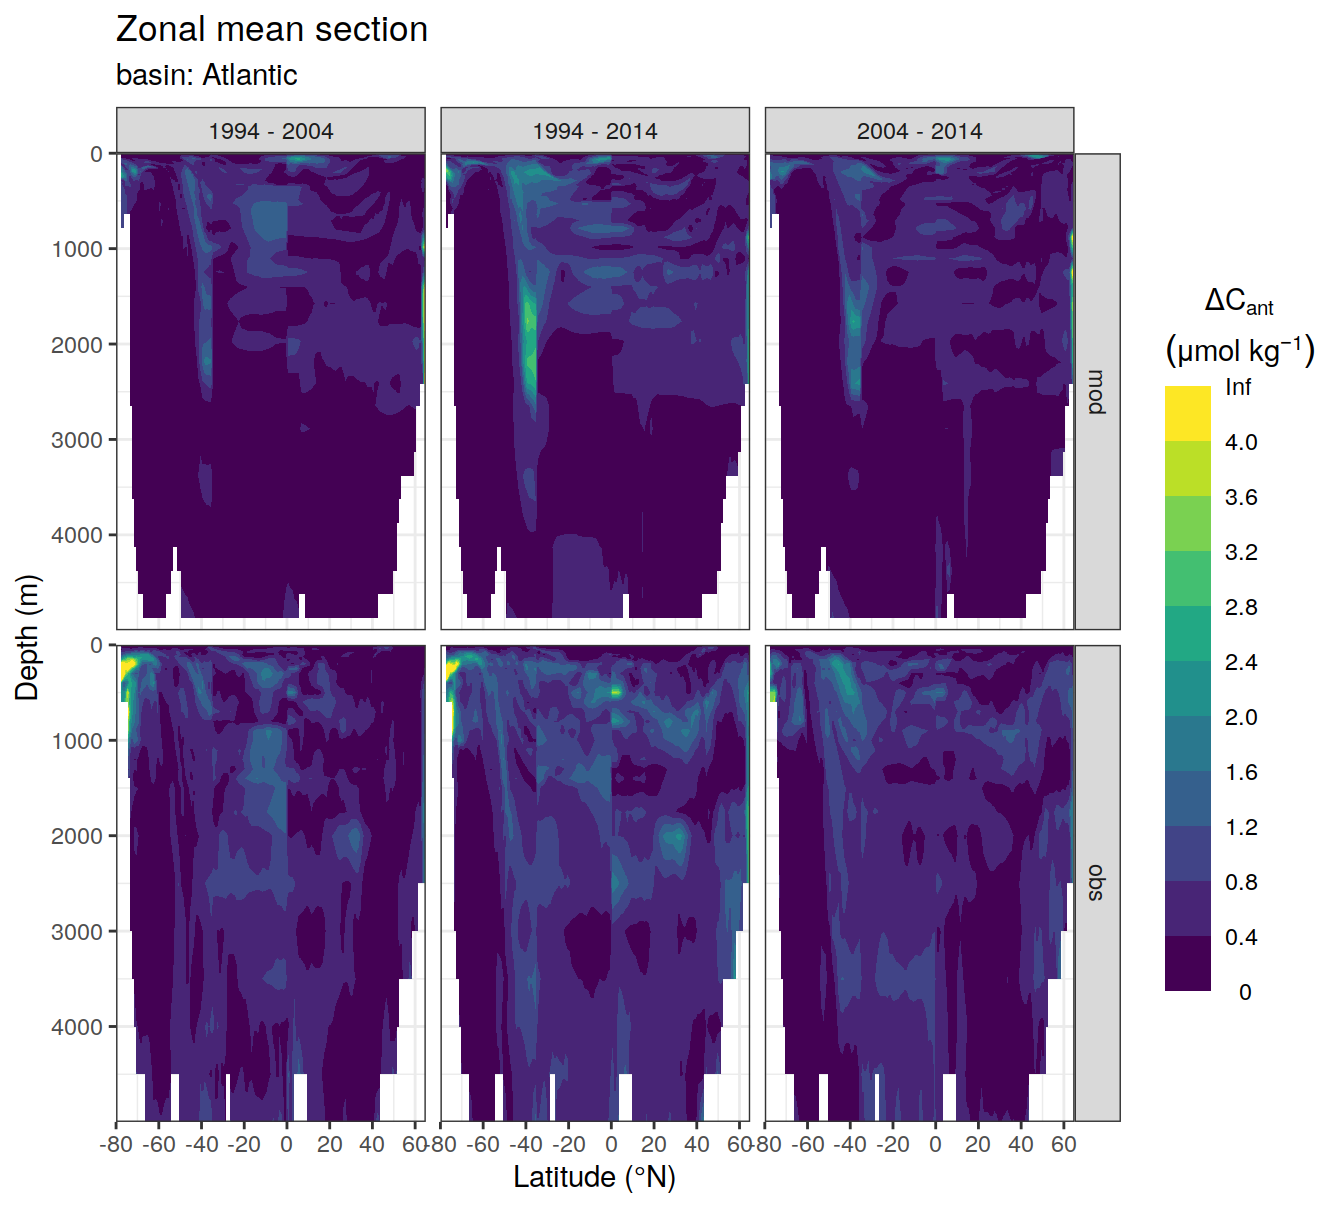 Zonal mean section
basin: Atlantic
1994 - 2004
1994 - 2014
2004 - 2014
0
1000
2000
3000
4000
mod
0
1000
2000
3000
4000
obs
Depth (m)
-80 -60 -40 -20 0 20 40 60
-80 -60 -40 -20 0 20 40 60
-80 -60 -40 -20 0 20 40 60
Latitude (°N)
ΔCant
(μmol kg−1)
Inf
4.0
3.6
3.2
2.8
2.4
2.0
1.6
1.2
0.8
0.4
0